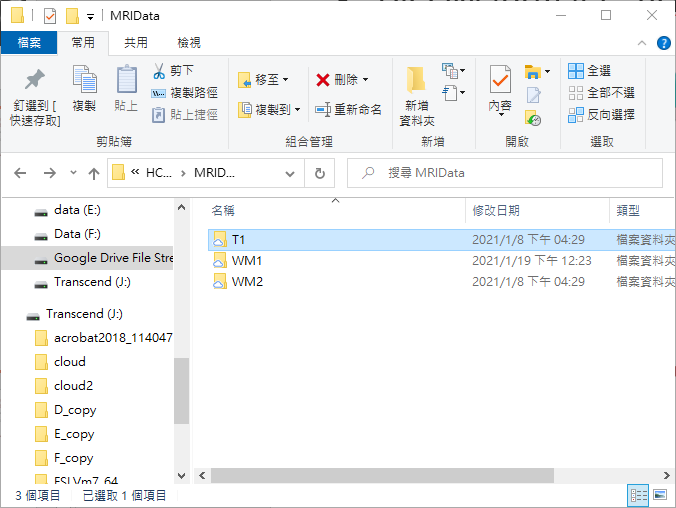 MRIData
檔案 常用 共用 檢視
釘選到 [
快速存取]
複製
貼上
剪下
複製路徑
貼上捷徑
剪貼簿
移至
複製到
刪除
重新命名
組合管理
新增
資料夾
新增
內容
開啟
全選
全部不選
反向選擇
選取
« HC... MRID...
搜尋 MRIData
data (E:)
Data (F:)
Google Drive File Stre
Transcend (J:)
Transcend (J:)
acrobat2018_114047
cloud
cloud2
D_copy
E_copy
F_copy
FSLVm7_64
名稱 修改日期 類型
T1 2021/1/8 下午 04:29 檔案資料夾
WM1 2021/1/19 下午 12:23 檔案資料夾
WM2 2021/1/8 下午 04:29 檔案資料夾
3 個項目 已選取 1 個項目